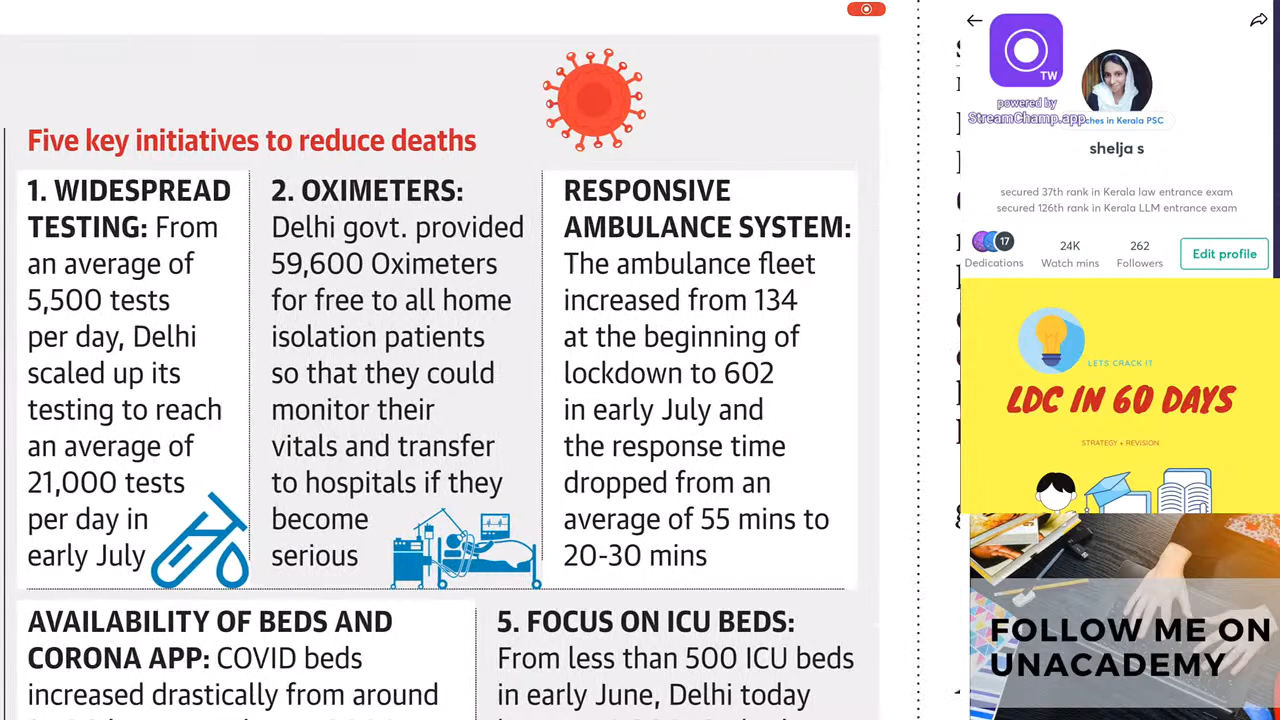 Five key initiatives to reduce deaths
1. WIDESPREAD
TESTING: From
an average of
5,500 tests
per day, Delhi
scaled up its
testing to reach
an average of
21,000 tests
per day in
early July
2. OXIMETERS:
Delhi govt. provided
59,600 Oximeters
for free to all home
isolation patients
so that they could
monitor their
vitals and transfer
to hospitals if they
become
serious
RESPONSIVE
AMBULANCE SYSTEM:
The ambulance fleet
increased from 134
at the beginning of
lockdown to 602
in early July and
the response time
dropped from an
average of 55 mins to
20-30 mins
AVAILABILITY OF BEDS AND
CORONA APP: COVID beds
increased drastically from around
5. FOCUS ON ICU BEDS:
From less than 500 ICU beds
in early June, Delhi today
TW
powered by
StreamChamp.app
ches in Kerala PSC
shelja s
secured 37th rank in Kerala law entrance exam
secured 126th rank in Kerala LLM entrance exam
17
Dedications
24K
Watch mins
262
Followers
Edit profile
LETS CRACK IT
LDC IN 60 DAYS
STRATEGY + REVISION
FOLLOW ME ON
UNACADEMY